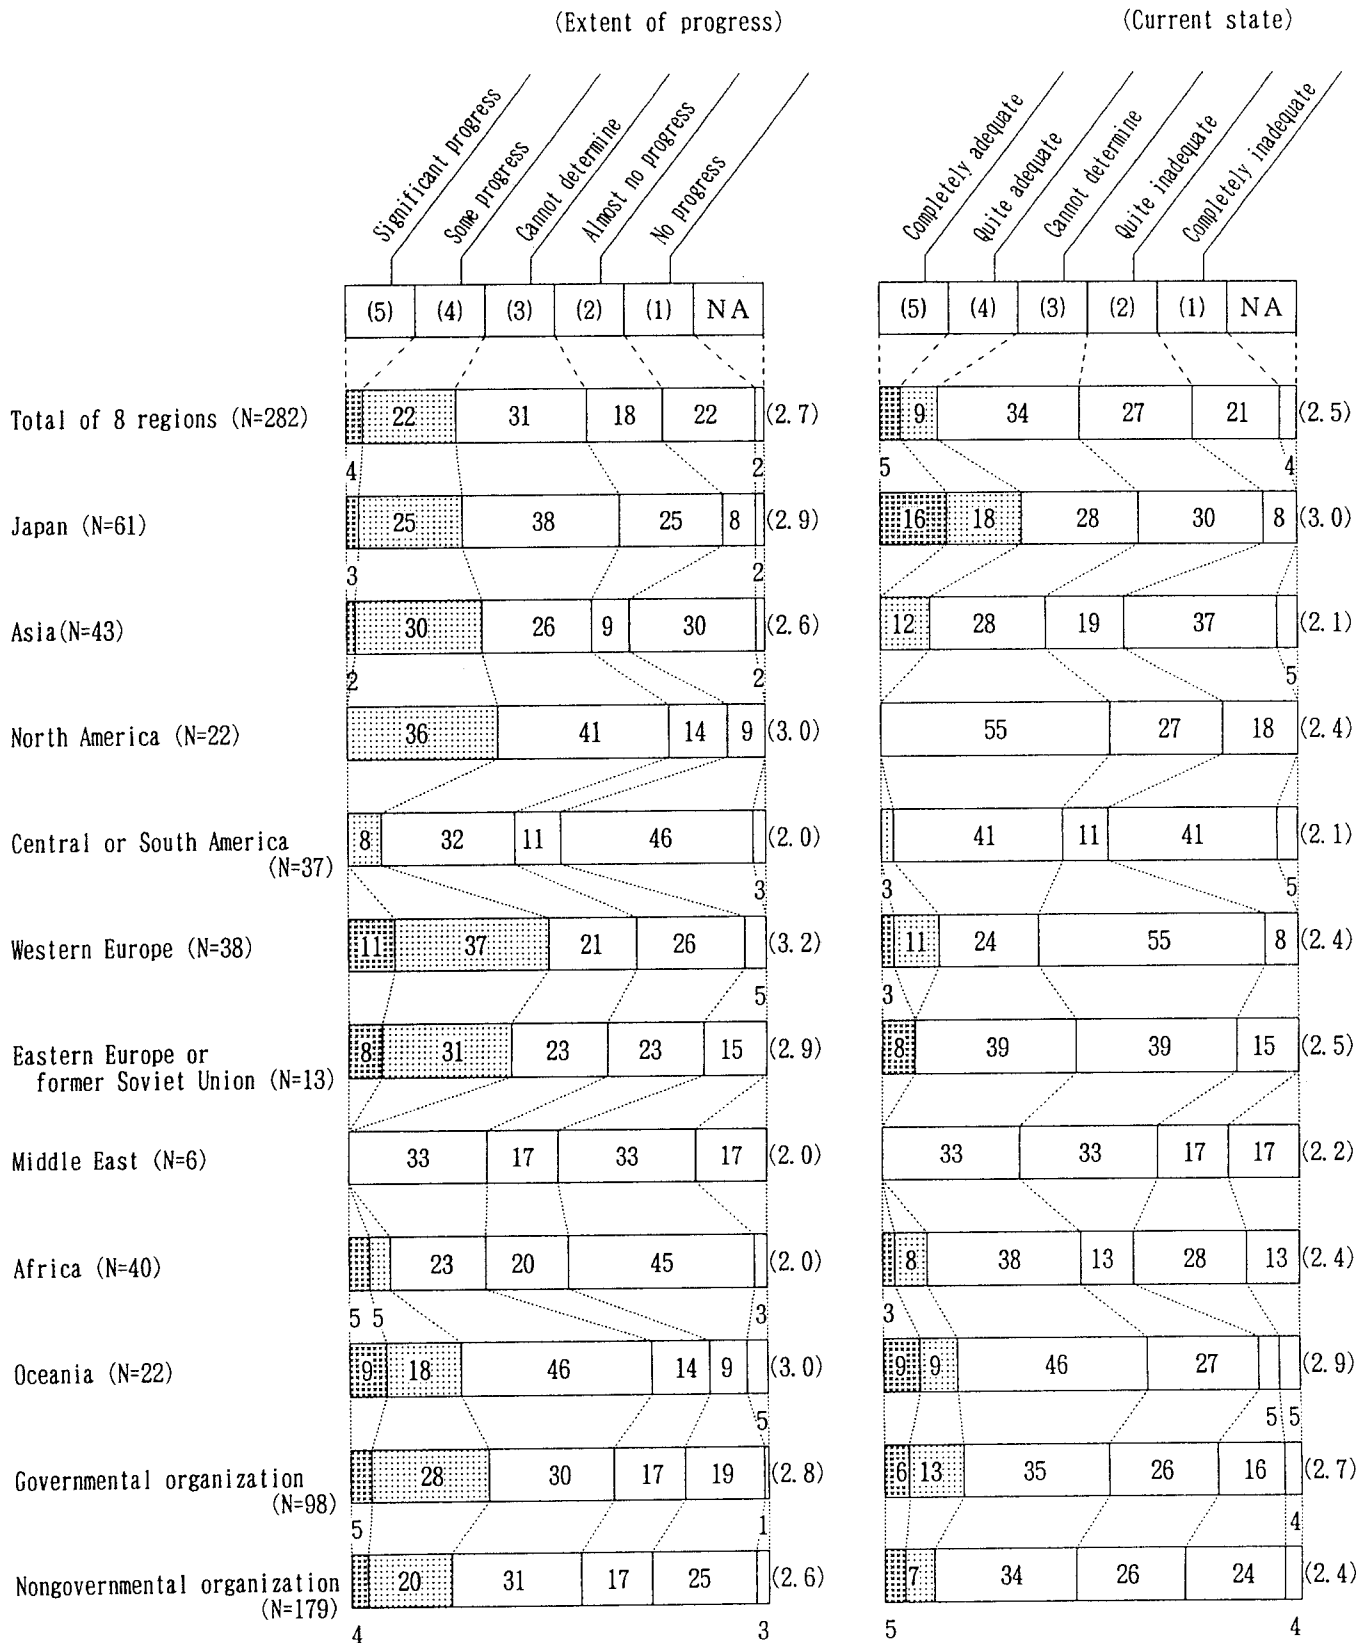 (Extent of progress) (Current state)
Significant progress Some progress Cannot determine Almost no progress No progress Completely adequate Quite adequate Cannot determine Quite inadequate Completely inadequate
(5) (4) (3) (2) (1) NA (5) (4) (3) (2) (1) NA
Total of 8 regions (N=282) 22 31 18 22 (2.7) 9 34 27 21 (2.5)
4 2 5 4
Japan (N=61) 25 38 25 8 (2.9) 16 18 28 30 8 (3.0)
3 2
Asia(N=43) 30 26 9 30 (2.6) 12 28 19 37 (2.1)
2 2 5
North America (N=22) 36 41 14 9 (3.0) 55 27 18 (2.4)
Central or South America 8 32 11 46 (2.0) 41 11 41 (2.1)
(N=37) 3 3 5
Western Europe (N=38) 11 37 21 26 (3.2) 11 24 55 8 (2.4)
5 3
Eastern Europe or 8 31 23 23 15 (2.9) 8 39 39 15 (2.5)
former Soviet Union (N=13)
Middle East (N=6) 33 17 33 17 (2.0) 33 33 17 17 (2.2)
Africa (N=40) 23 20 45 (2.0) 8 38 13 28 13 (2.4)
5 5 3 3
Oceania (N=22) 9 18 46 14 9 (3.0) 9 9 46 27 (2.9)
5 5 5
Governmental organization 28 30 17 19 (2.8) 6 13 35 26 16 (2.7)
(N=98) 5 1 4
Nongovernmental organization 20 31 17 25 (2.6) 7 34 26 24 (2.4)
(N=179) 4 3 5 4